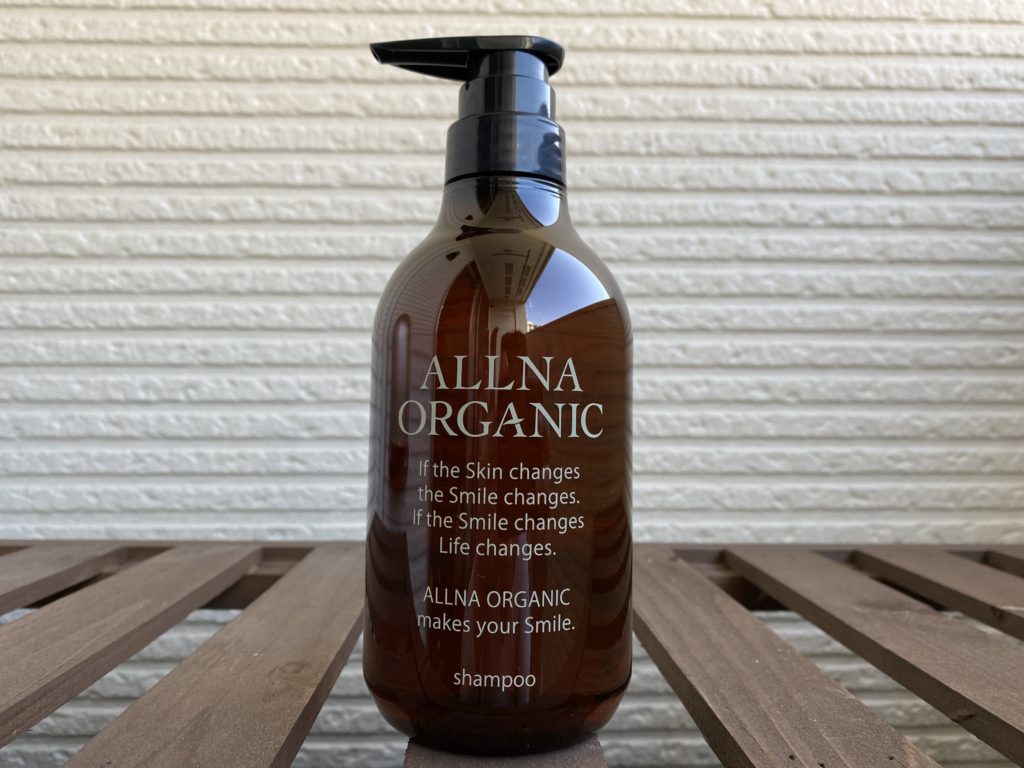 ALLNA
ORGANIC
If the Skin changes
the Smile changes.
If the Smile changes
Life changes.
ALLNA ORGANIC
makes your Smile.
shampoo